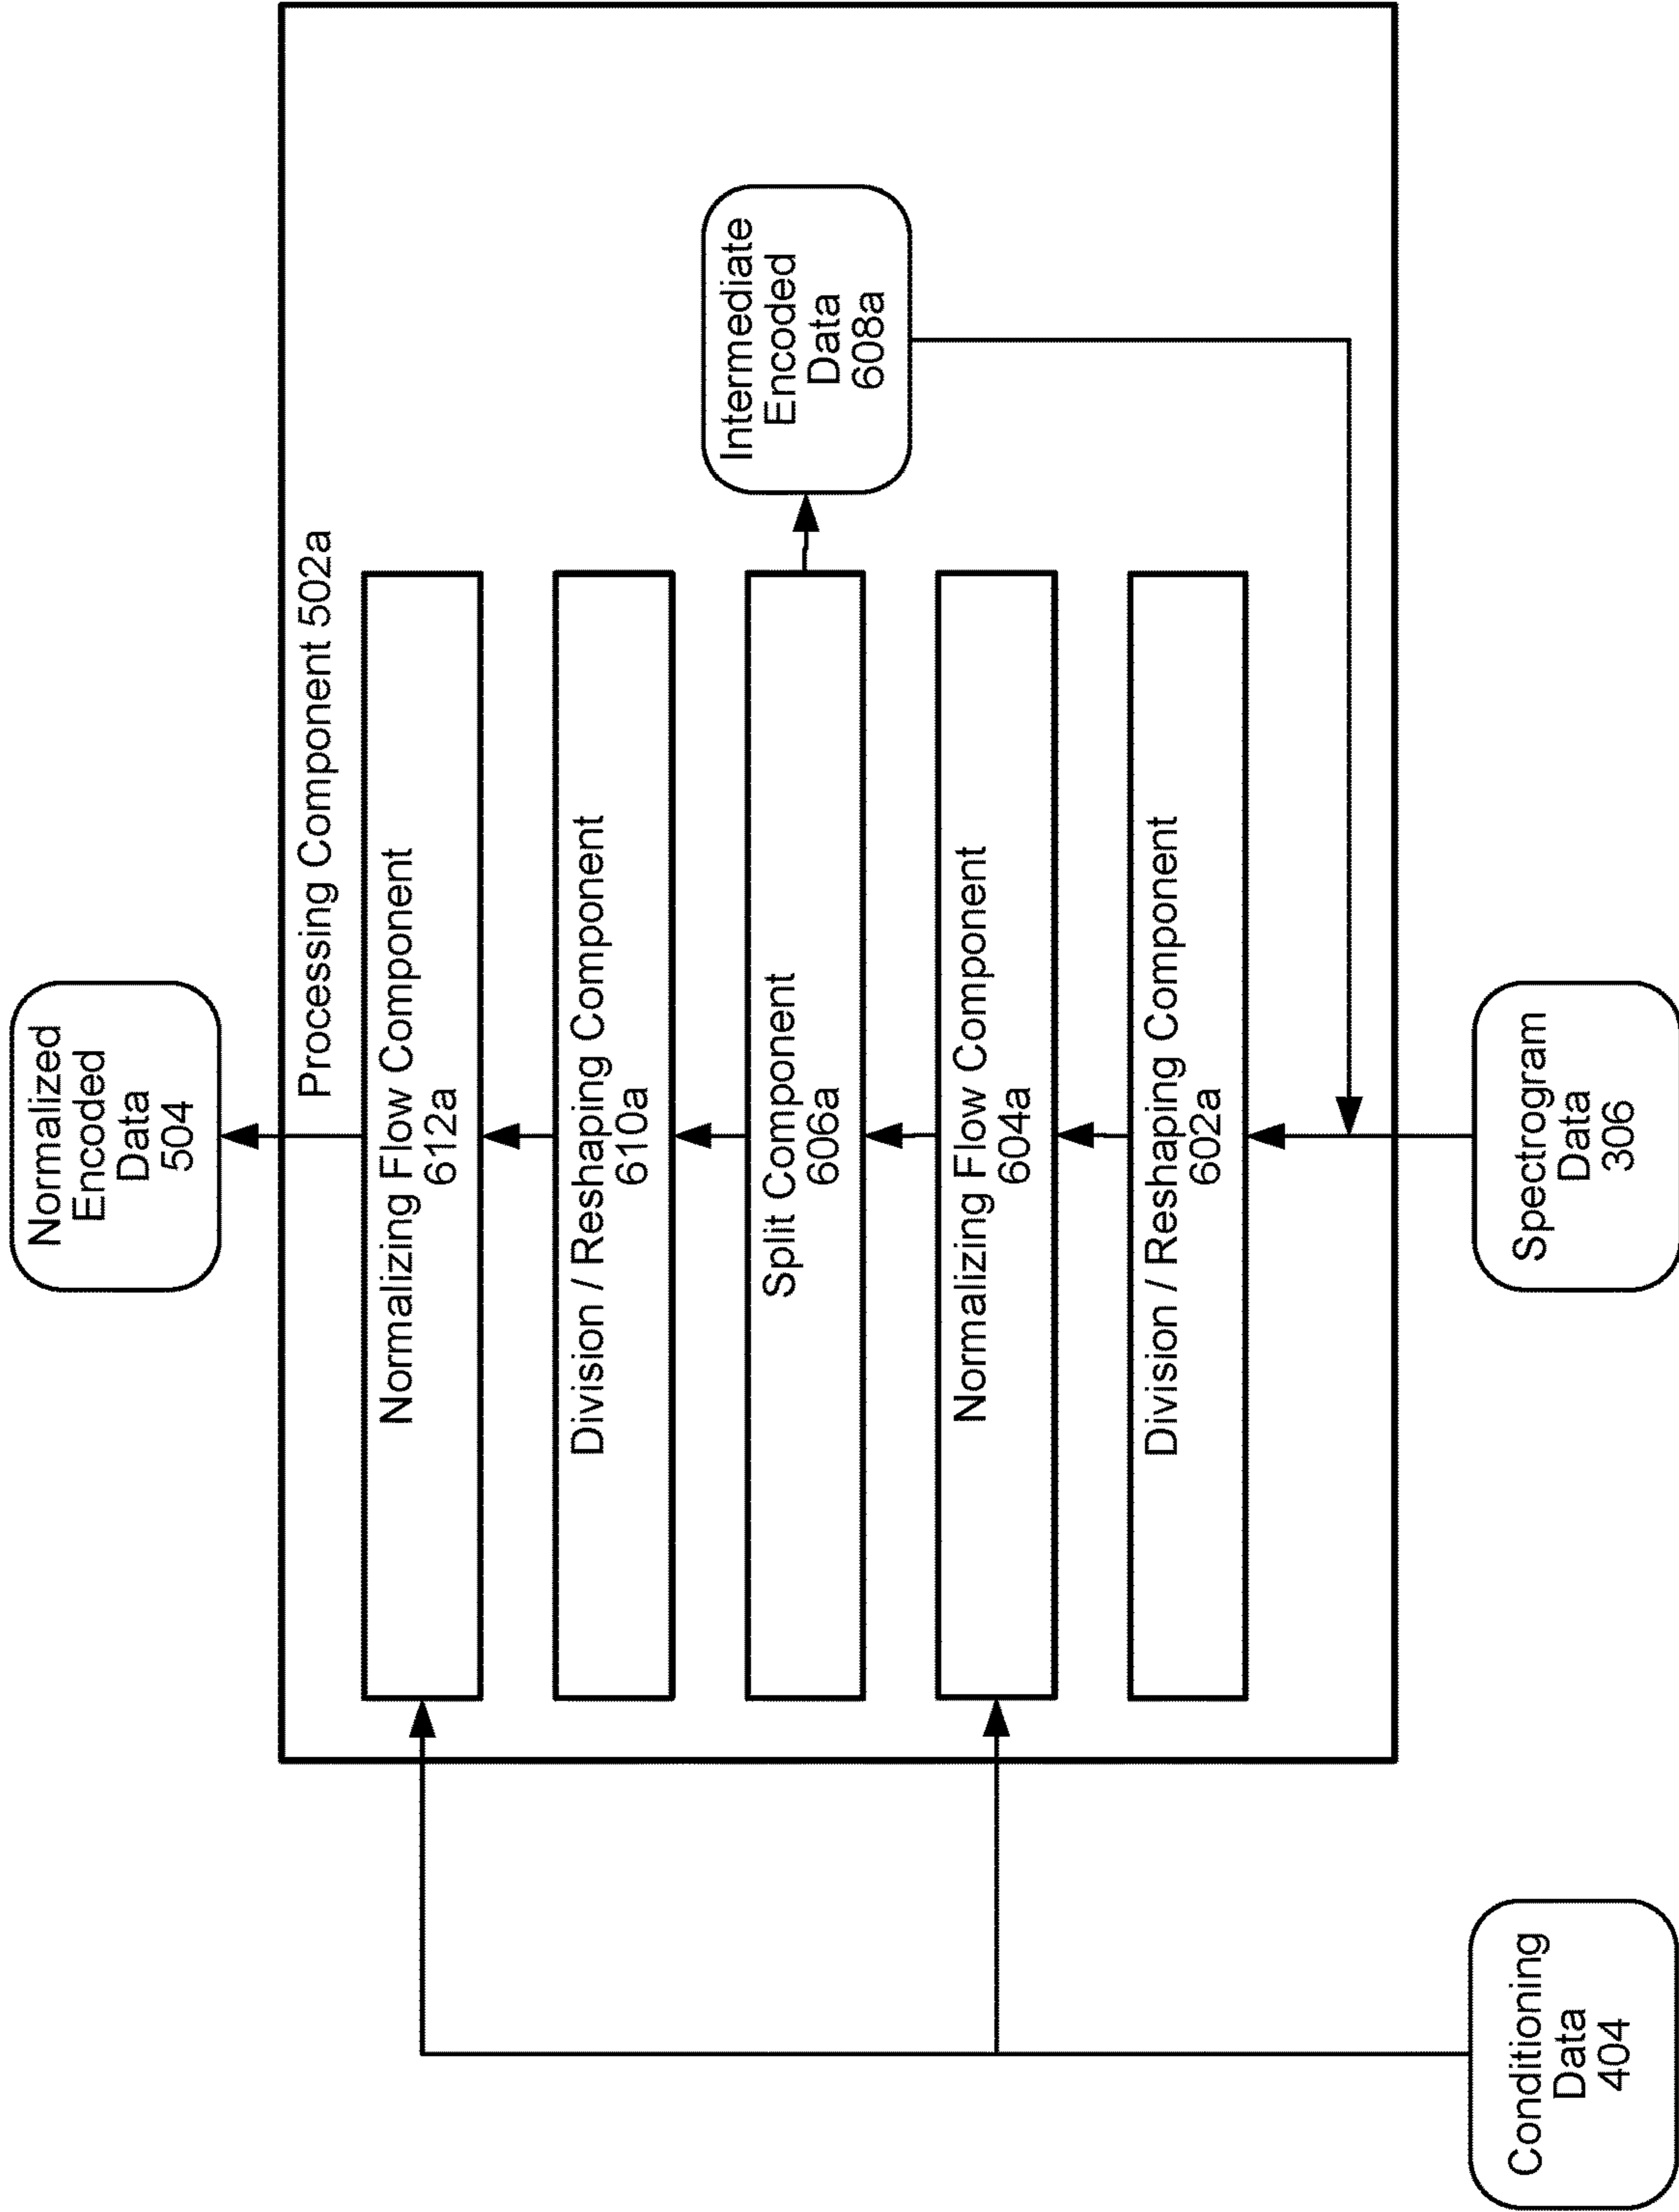 Normalized
Encoded
Data
504
Processing Component 502a
Normalizing Flow Component
612a
Division / Reshaping Component
610a
Split Component
606a
Intermediate
Encoded
Data
608a
Normalizing Flow Component
604a
Division / Reshaping Component
602a
Conditioning
Data
404
Spectrogram
Data
306